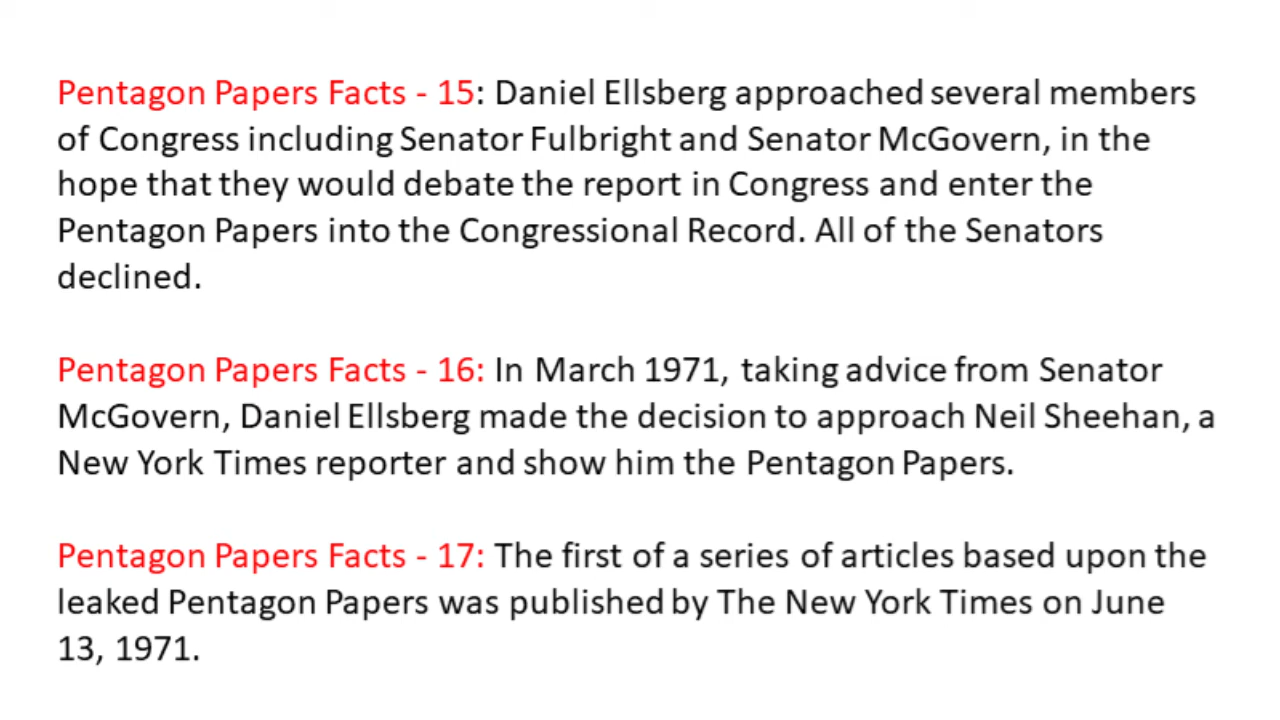 Pentagon Papers Facts - 15: Daniel Ellsberg approached several members
of Congress including Senator Fulbright and Senator McGovern, in the
hope that they would debate the report in Congress and enter the
Pentagon Papers into the Congressional Record. All of the Senators
declined.
Pentagon Papers Facts - 16: In March 1971, taking advice from Senator
McGovern, Daniel Ellsberg made the decision to approach Neil Sheehan, a
New York Times reporter and show him the Pentagon Papers.
Pentagon Papers Facts - 17: The first of a series of articles based upon the
leaked Pentagon Papers was published by The New York Times on June
13, 1971.